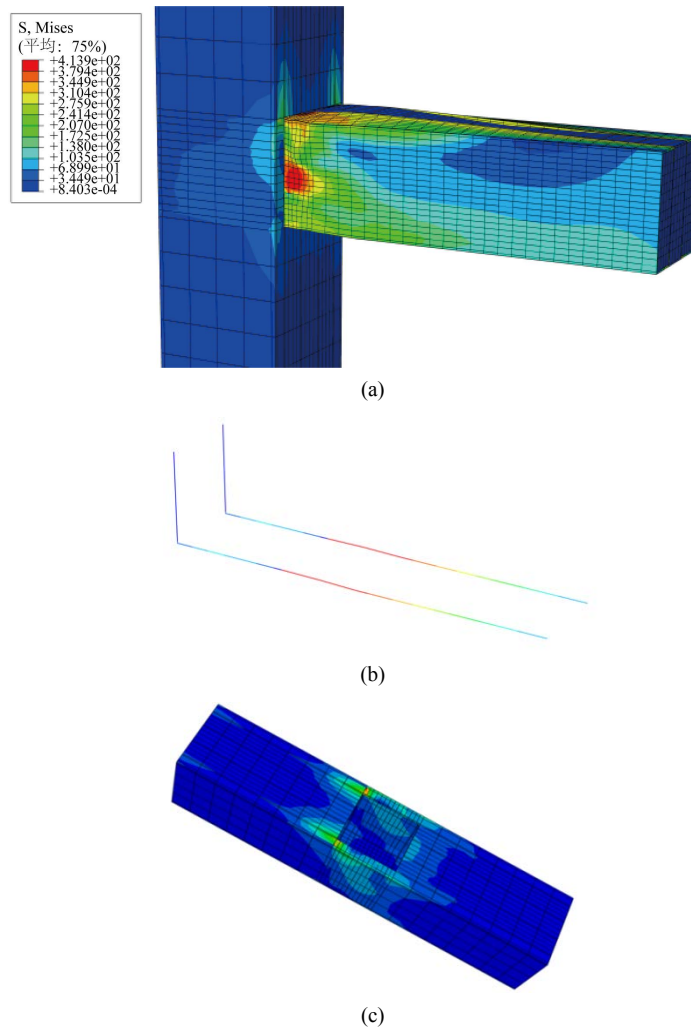 S, Mises
(平均：75%)
+4.139e+02
+3.794e+02
+3.449e+02
+3.104e+02
+2.759e+02
+2.414e+02
+2.070e+02
+1.725e+02
+1.380e+02
+1.035e+02
+6.899e+01
+3.449e+01
+8.403e-04
(a)
(b)
(c)